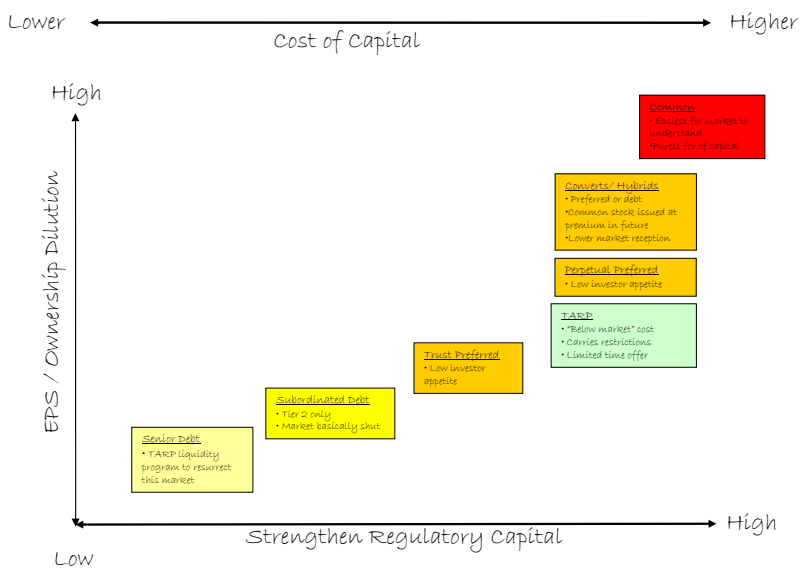 Lower
Higher
Cost of Capital
High
EPS / Ownership Dilution
Common
• Easiest for market to
understand
•Purest for of capital
Converts/ Hybrids
• Preferred or debt
•Common stock issued at
premium in future
•Lower market reception
Perpetual Preferred
• Low investor appetite
TARP
• "Below market" cost
• Carries restrictions
• Limited time offer
Trust Preferred
• Low investor
appetite
Subordinated Debt
• Tier 2 only
• Market basically shut
Senior Debt
• TARP liquidity
program to resurrect
this market
High
Strengthen Regulatory Capital
Low